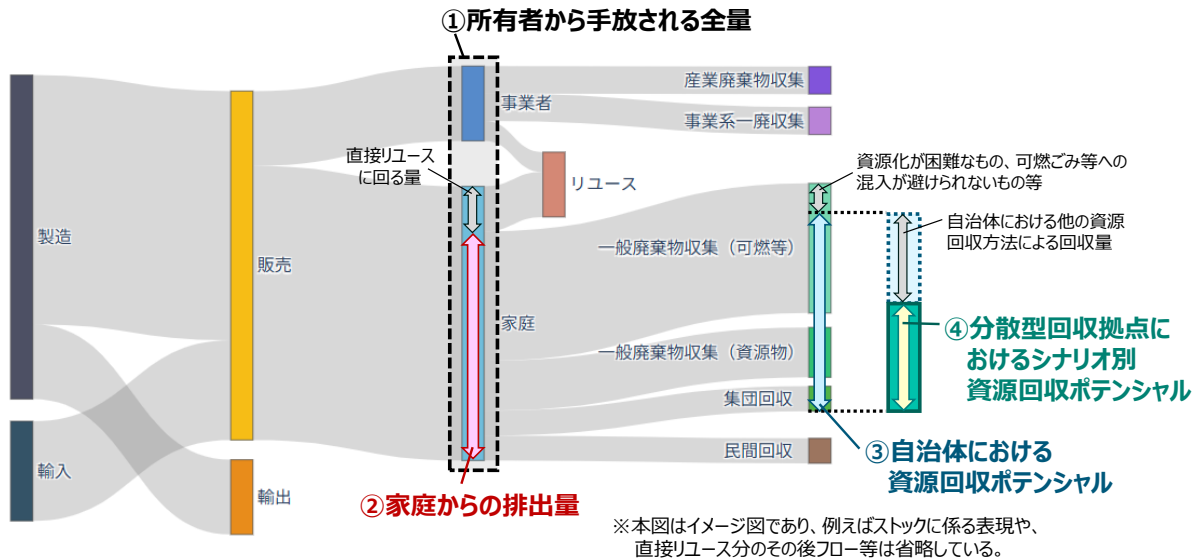 ①所有者から手放される全量
製造
輸入
販売
輸出
直接リユース
に回る量
事業者
リユース
家庭
②家庭からの排出量
産業廃棄物収集
事業系一廃収集
一般廃棄物収集（可燃等）
一般廃棄物収集（資源物）
集団回収
民間回収
資源化が困難なもの、可燃ごみ等への
混入が避けられないもの等
自治体における他の資源
回収方法による回収量
④分散型回収拠点に
おけるシナリオ別
資源回収ポテンシャル
③自治体における
資源回収ポテンシャル
※本図はイメージ図であり、例えばストックに係る表現や、
直接リユース分のその後フロー等は省略している。